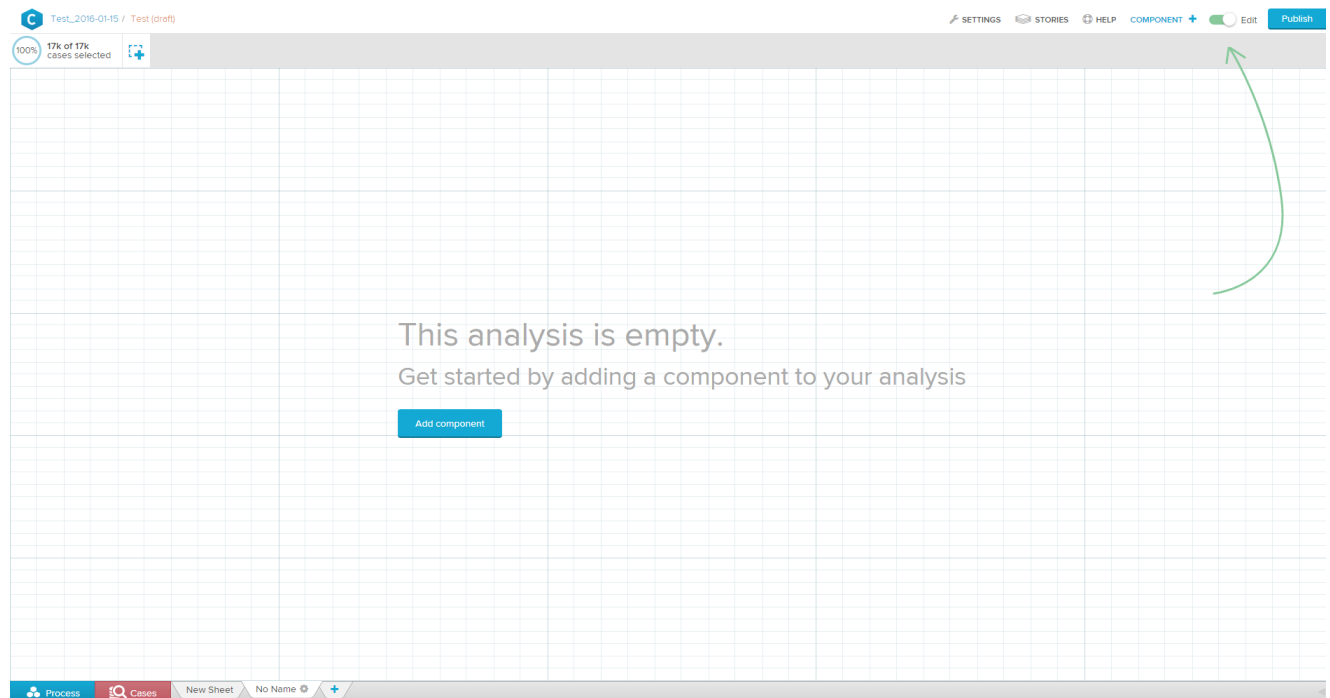 C Test_2016-01-15 / Test (draft) SETTINGS STORIES HELP COMPONENT + Edit Publish
100% 17k of 17k
cases selected
This analysis is empty.
Get started by adding a component to your analysis
Add component
Process Cases New Sheet No Name +